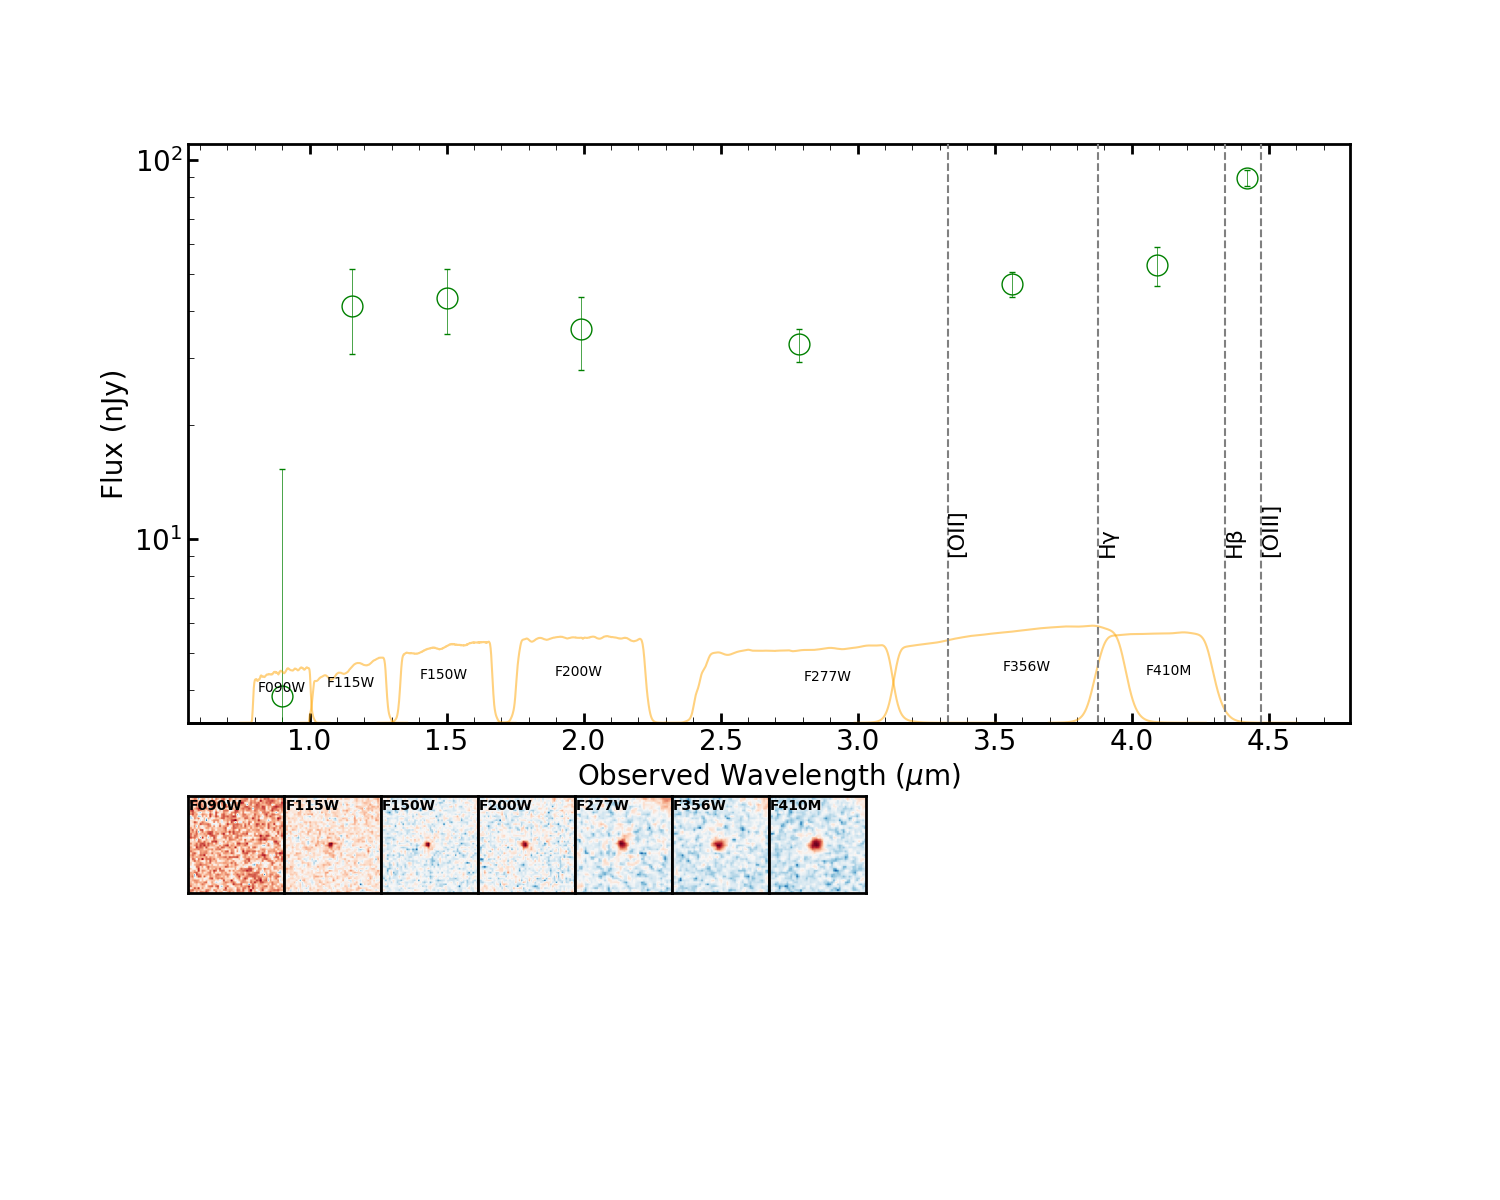 10²
10¹
Flux (nJy)
[OII]
Hγ
Hβ
[OIII]
F090W
F115W
F150W
F200W
F277W
F356W
F410M
1.0 1.5 2.0 2.5 3.0 3.5 4.0 4.5
Observed Wavelength (μm)
F090W F115W F150W F200W F277W F356W F410M